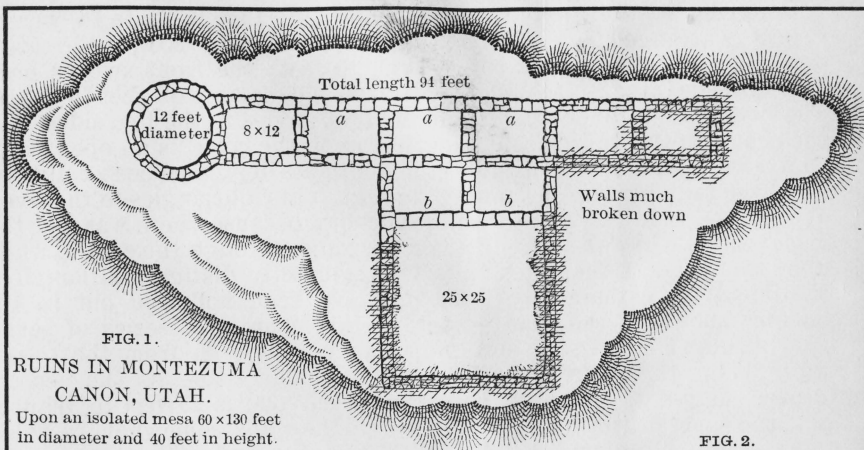 Total length 94 feet
12 feet
diameter
8×12
a
a
a
b
b
Walls much
broken down
25×25
FIG. 1.
RUINS IN MONTEZUMA
CANON, UTAH.
Upon an isolated mesa 60×130 feet
in diameter and 40 feet in height.
FIG. 2.